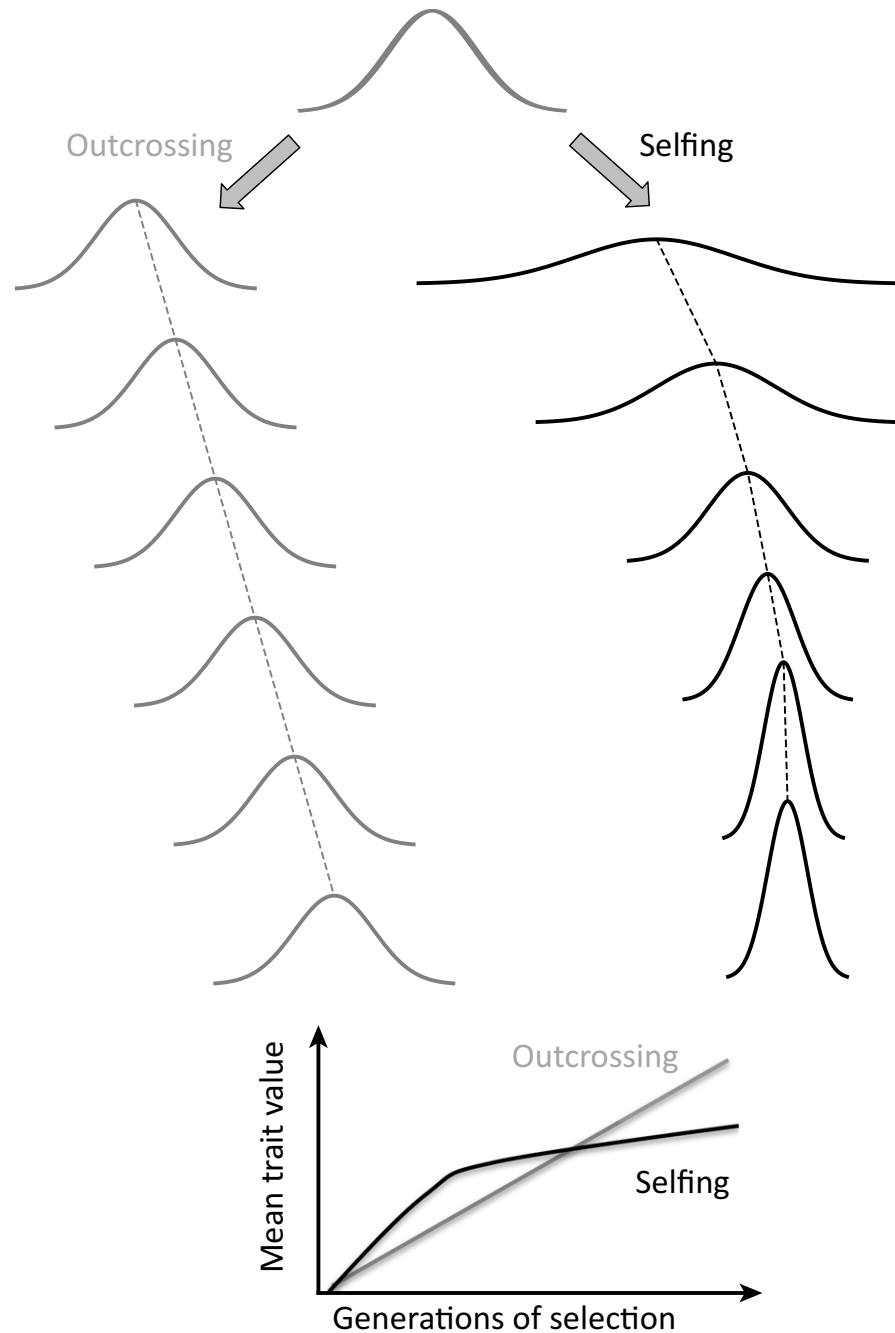 Outcrossing
Selfing
Outcrossing
Mean trait value
Selfing
Generations of selection